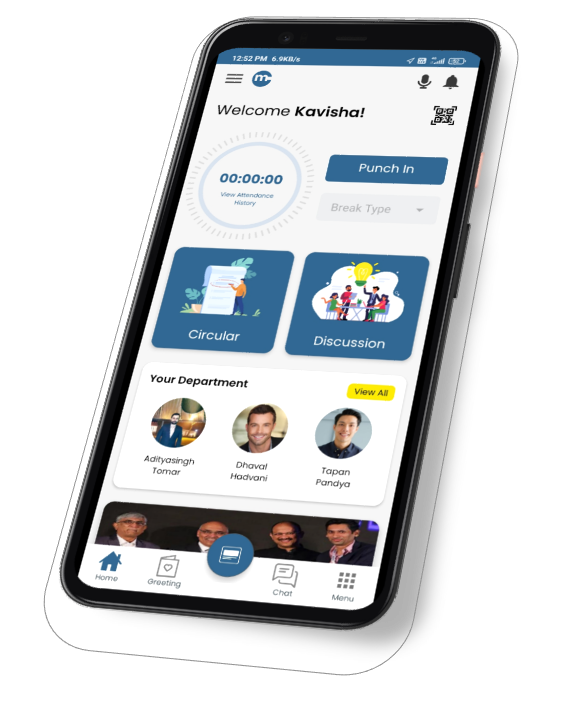 12:52 PM 6.9KB/s
m
Welcome Kavisha!
00:00:00
View Attendance
History
Punch In
Break Type
Circular
Discussion
Your Department
View All
Adityasingh
Tomar
Dhaval
Hadvani
Tapan
Pandya
Home
Greeting
Chat
Menu